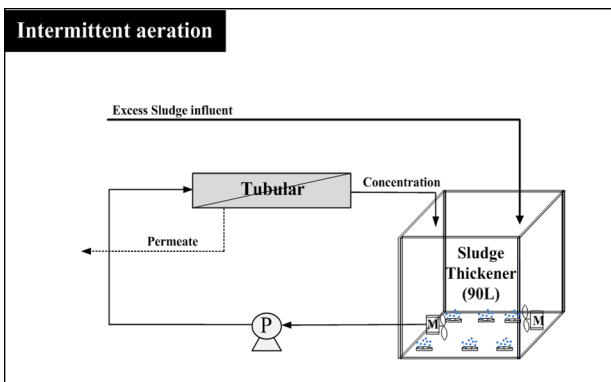 Intermittent aeration
Excess Sludge influent
Tubular
Concentration
Permeate
Sludge
Thickener
(90L)
P
M
M